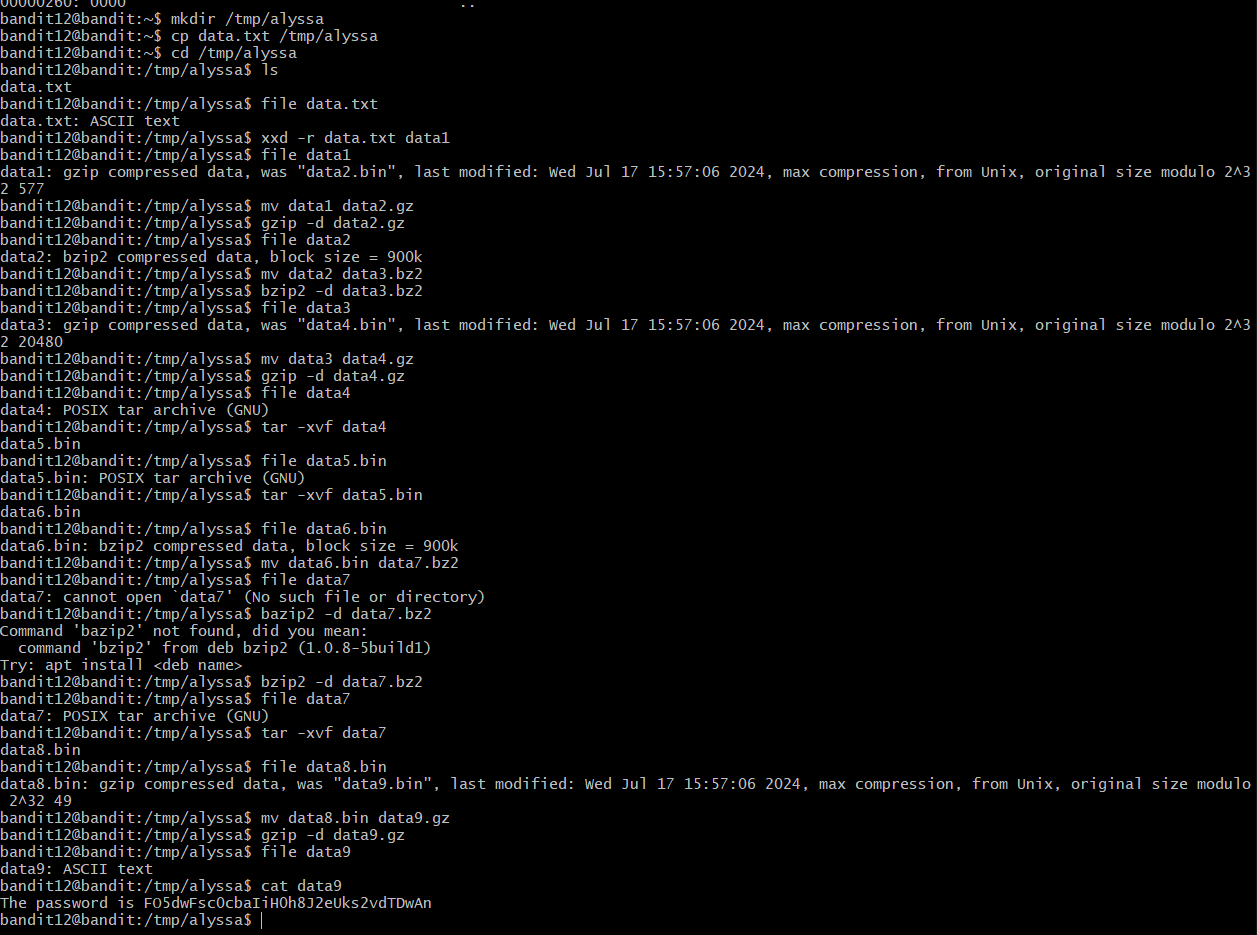 00000260: 0000                                     ..
bandit12@bandit:~$ mkdir /tmp/alyssa
bandit12@bandit:~$ cp data.txt /tmp/alyssa
bandit12@bandit:~$ cd /tmp/alyssa
bandit12@bandit:/tmp/alyssa$ ls
data.txt
bandit12@bandit:/tmp/alyssa$ file data.txt
data.txt: ASCII text
bandit12@bandit:/tmp/alyssa$ xxd -r data.txt data1
bandit12@bandit:/tmp/alyssa$ file data1
data1: gzip compressed data, was "data2.bin", last modified: Wed Jul 17 15:57:06 2024, max compression, from Unix, original size modulo 2^3
2 577
bandit12@bandit:/tmp/alyssa$ mv data1 data2.gz
bandit12@bandit:/tmp/alyssa$ gzip -d data2.gz
bandit12@bandit:/tmp/alyssa$ file data2
data2: bzip2 compressed data, block size = 900k
bandit12@bandit:/tmp/alyssa$ mv data2 data3.bz2
bandit12@bandit:/tmp/alyssa$ bzip2 -d data3.bz2
bandit12@bandit:/tmp/alyssa$ file data3
data3: gzip compressed data, was "data4.bin", last modified: Wed Jul 17 15:57:06 2024, max compression, from Unix, original size modulo 2^3
2 20480
bandit12@bandit:/tmp/alyssa$ mv data3 data4.gz
bandit12@bandit:/tmp/alyssa$ gzip -d data4.gz
bandit12@bandit:/tmp/alyssa$ file data4
data4: POSIX tar archive (GNU)
bandit12@bandit:/tmp/alyssa$ tar -xvf data4
data5.bin
bandit12@bandit:/tmp/alyssa$ file data5.bin
data5.bin: POSIX tar archive (GNU)
bandit12@bandit:/tmp/alyssa$ tar -xvf data5.bin
data6.bin
bandit12@bandit:/tmp/alyssa$ file data6.bin
data6.bin: bzip2 compressed data, block size = 900k
bandit12@bandit:/tmp/alyssa$ mv data6.bin data7.bz2
bandit12@bandit:/tmp/alyssa$ file data7
data7: cannot open `data7' (No such file or directory)
bandit12@bandit:/tmp/alyssa$ bazip2 -d data7.bz2
Command 'bazip2' not found, did you mean:
  command 'bzip2' from deb bzip2 (1.0.8-5build1)
Try: apt install <deb name>
bandit12@bandit:/tmp/alyssa$ bzip2 -d data7.bz2
bandit12@bandit:/tmp/alyssa$ file data7
data7: POSIX tar archive (GNU)
bandit12@bandit:/tmp/alyssa$ tar -xvf data7
data8.bin
bandit12@bandit:/tmp/alyssa$ file data8.bin
data8.bin: gzip compressed data, was "data9.bin", last modified: Wed Jul 17 15:57:06 2024, max compression, from Unix, original size modulo
 2^32 49
bandit12@bandit:/tmp/alyssa$ mv data8.bin data9.gz
bandit12@bandit:/tmp/alyssa$ gzip -d data9.gz
bandit12@bandit:/tmp/alyssa$ file data9
data9: ASCII text
bandit12@bandit:/tmp/alyssa$ cat data9
The password is FO5dwFsc0cbaIiH0h8J2eUks2vdTDwAn
bandit12@bandit:/tmp/alyssa$